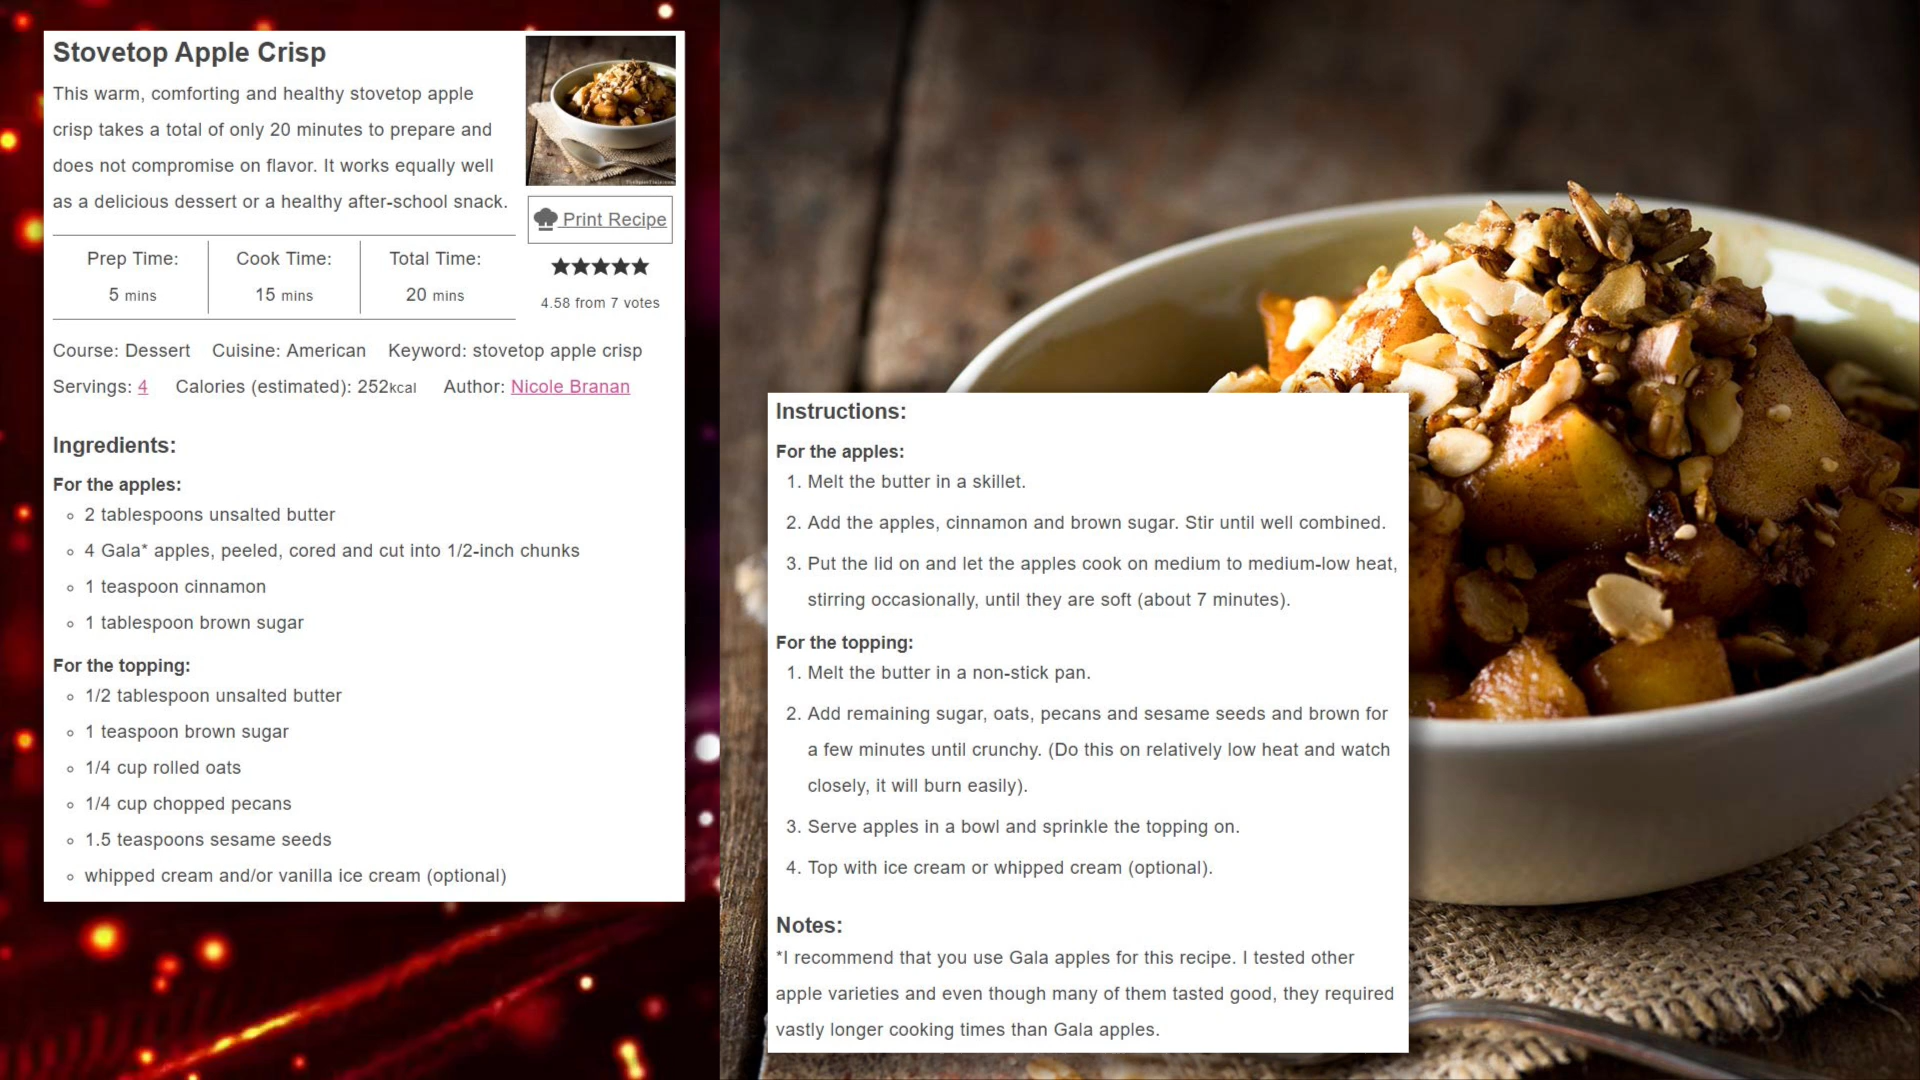 Stovetop Apple Crisp
This warm, comforting and healthy stovetop apple
crisp takes a total of only 20 minutes to prepare and
does not compromise on flavor. It works equally well
as a delicious dessert or a healthy after-school snack.
Print Recipe
4.58 from 7 votes
Prep Time: Cook Time: Total Time:
5 mins 15 mins 20 mins
Course: Dessert Cuisine: American Keyword: stovetop apple crisp
Servings: 4 Calories (estimated): 252kcal Author: Nicole Branan
Ingredients:
For the apples:
2 tablespoons unsalted butter
4 Gala* apples, peeled, cored and cut into 1/2-inch chunks
1 teaspoon cinnamon
1 tablespoon brown sugar
For the topping:
1/2 tablespoon unsalted butter
1 teaspoon brown sugar
1/4 cup rolled oats
1/4 cup chopped pecans
1.5 teaspoons sesame seeds
whipped cream and/or vanilla ice cream (optional)
Instructions:
For the apples:
1. Melt the butter in a skillet.
2. Add the apples, cinnamon and brown sugar. Stir until well combined.
3. Put the lid on and let the apples cook on medium to medium-low heat,
stirring occasionally, until they are soft (about 7 minutes).
For the topping:
1. Melt the butter in a non-stick pan.
2. Add remaining sugar, oats, pecans and sesame seeds and brown for
a few minutes until crunchy. (Do this on relatively low heat and watch
closely, it will burn easily).
3. Serve apples in a bowl and sprinkle the topping on.
4. Top with ice cream or whipped cream (optional).
Notes:
*I recommend that you use Gala apples for this recipe. I tested other
apple varieties and even though many of them tasted good, they required
vastly longer cooking times than Gala apples.